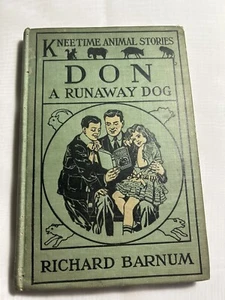 KNEETIME ANIMAL STORIES
DON
A RUNAWAY DOG
RICHARD BARNUM